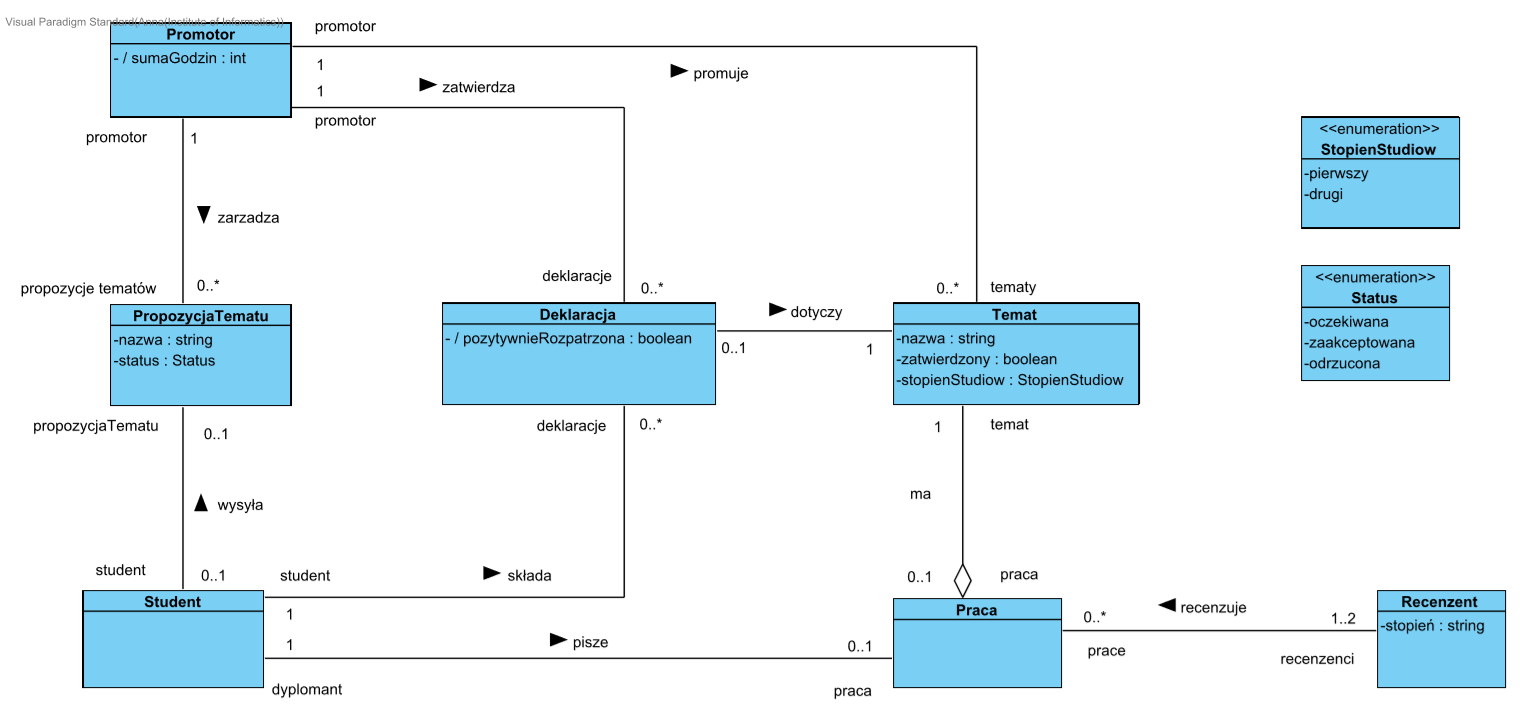 Visual Paradigm Standard(Anna(Institute of Informatics))
Promotor
- / sumaGodzin : int
promotor
1
promuje
1
zatwierdza
promotor
promotor
1
zarzadza
propozycje tematów
0..*
deklaracje
0..*
0..*
tematy
<<enumeration>>
StopienStudiow
-pierwszy
-drugi
<<enumeration>>
Status
-oczekiwana
-zaakceptowana
-odrzucona
PropozycjaTematu
-nazwa : string
-status : Status
Deklaracja
- / pozytywnieRozpatrzona : boolean
dotyczy
0..1
1
Temat
-nazwa : string
-zatwierdzony : boolean
-stopienStudiow : StopienStudiow
propozycjaTematu
0..1
deklaracje
0..*
1
temat
wysyła
ma
student
0..1
student
składa
0..1
praca
1
Student
1
pisze
0..1
dyplomant
praca
Praca
0..*
recenzuje
1..2
prace
recenzenci
Recenzent
-stopień : string